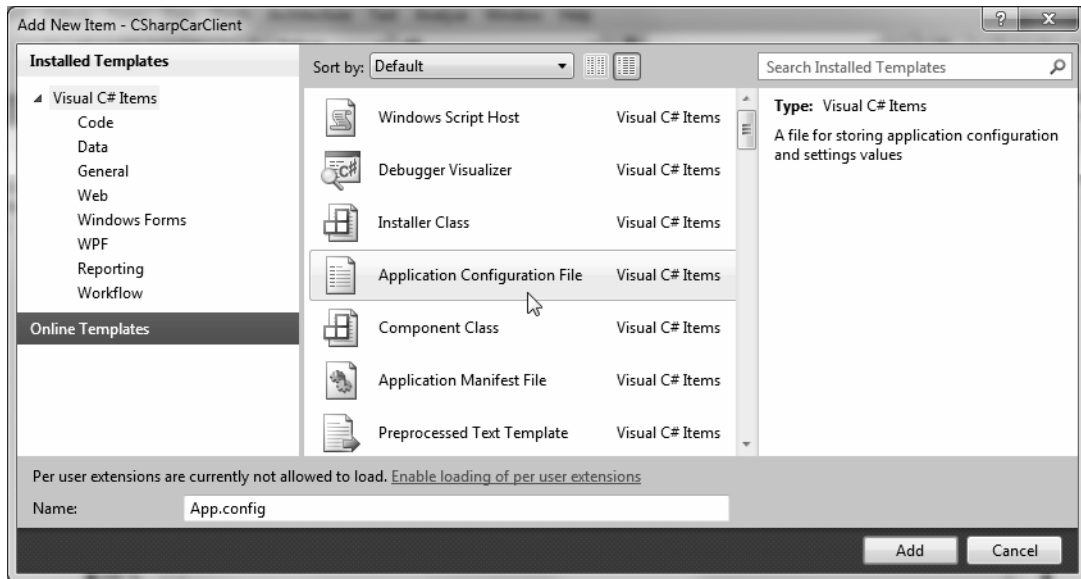 Add New Item - CSharpCarClient
Installed Templates
Visual C# Items
Code
Data
General
Web
Windows Forms
WPF
Reporting
Workflow
Online Templates
Sort by: Default
Windows Script Host Visual C# Items
Debugger Visualizer Visual C# Items
Installer Class Visual C# Items
Application Configuration File Visual C# Items
Component Class Visual C# Items
Application Manifest File Visual C# Items
Preprocessed Text Template Visual C# Items
Search Installed Templates
Type: Visual C# Items
A file for storing application configuration
and settings values
Per user extensions are currently not allowed to load. Enable loading of per user extensions
Name: App.config
Add Cancel